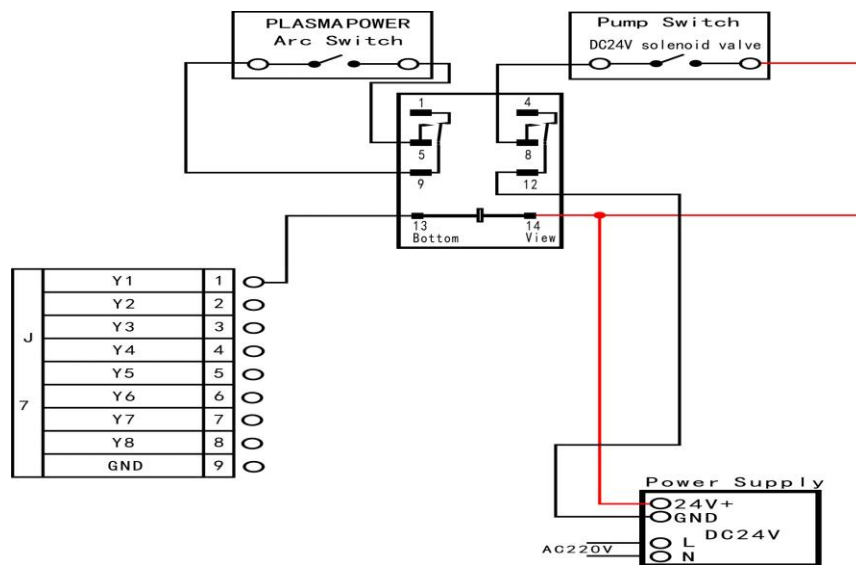 PLASMAPOWER
Arc Switch
Pump Switch
DC24V solenoid valve
1
4
5
8
9
12
13
14
Bottom
View
J
7
Y1 1
Y2 2
Y3 3
Y4 4
Y5 5
Y6 6
Y7 7
Y8 8
GND 9
Power Supply
24V+
GND
DC24V
AC220V
L
N